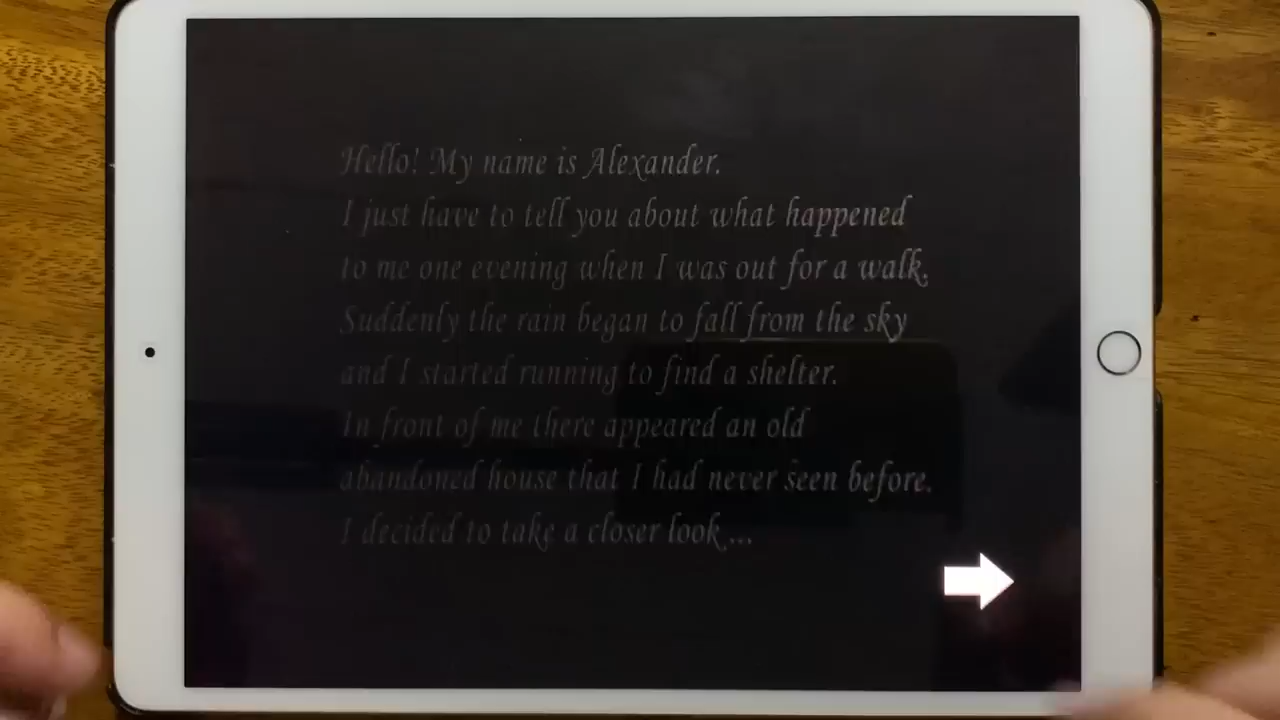 Hello! My name is Alexander.
I just have to tell you about what happened
to me one evening when I was out for a walk.
Suddenly the rain began to fall from the sky
and I started running to find a shelter.
In front of me there appeared an old
abandoned house that I had never seen before.
I decided to take a closer look...